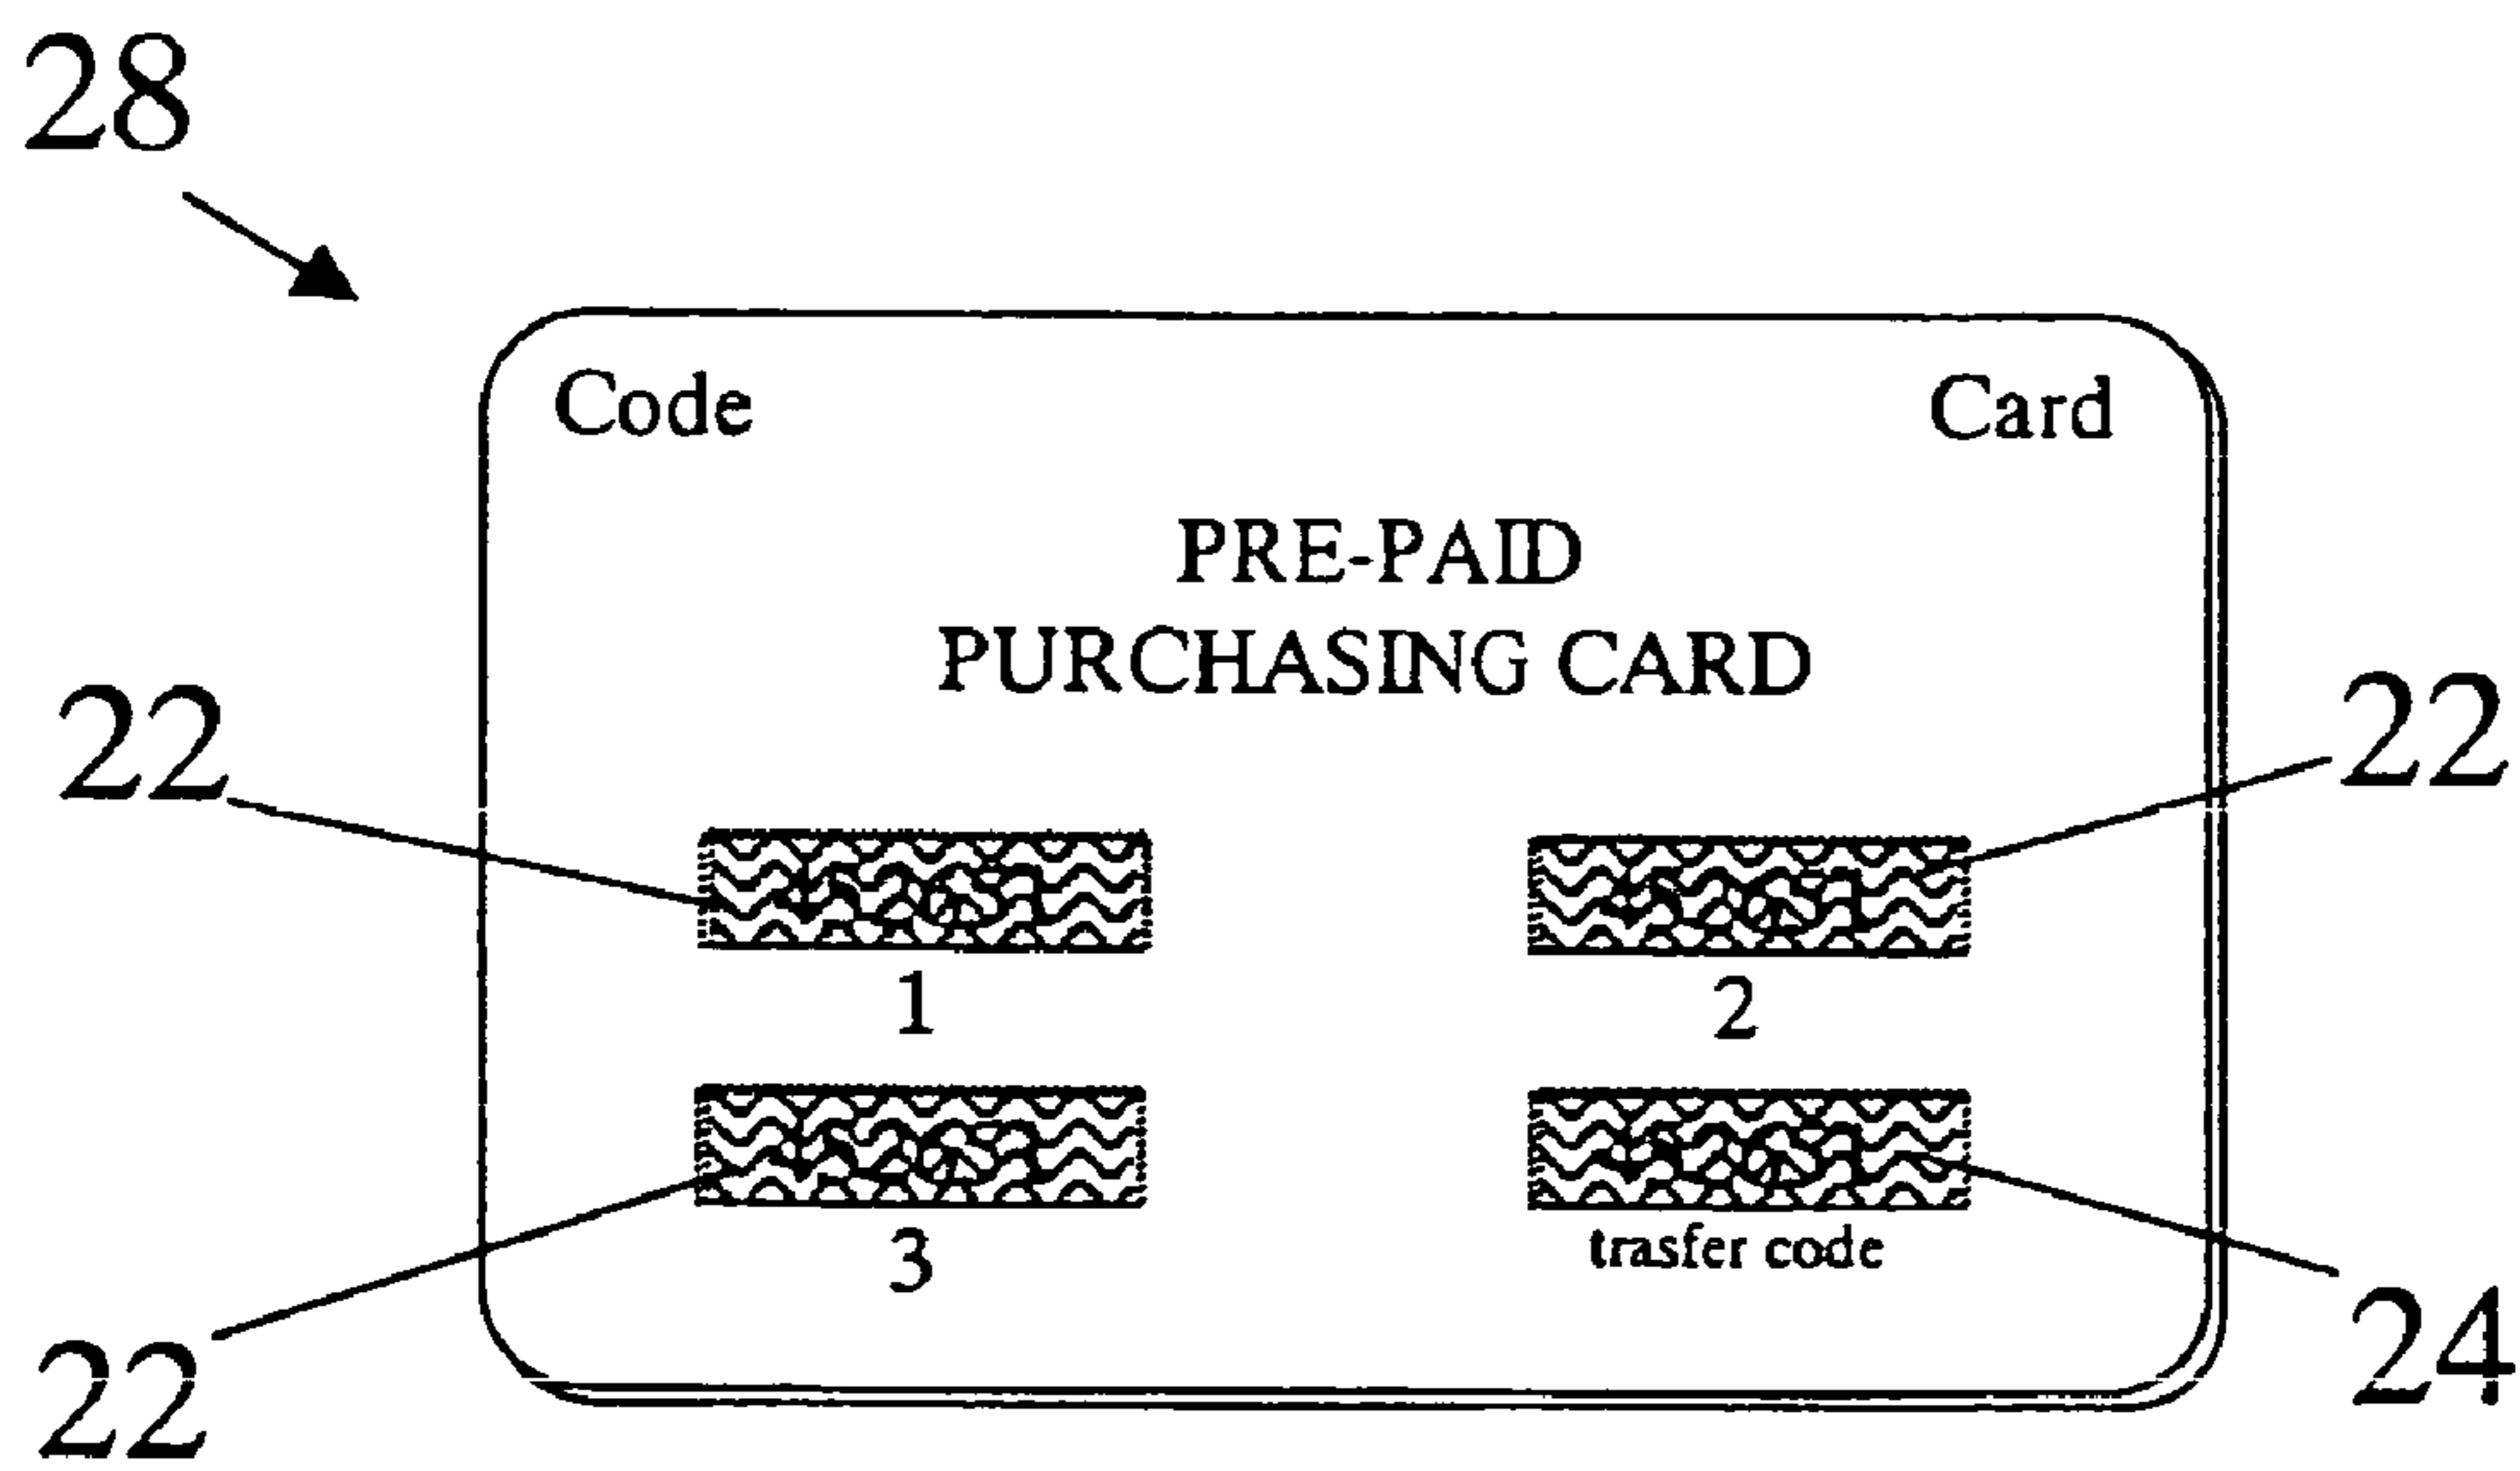 28
Code Card
PRE-PAID
PURCHASING CARD
22 22
1 2
3 trasfer code
22 24